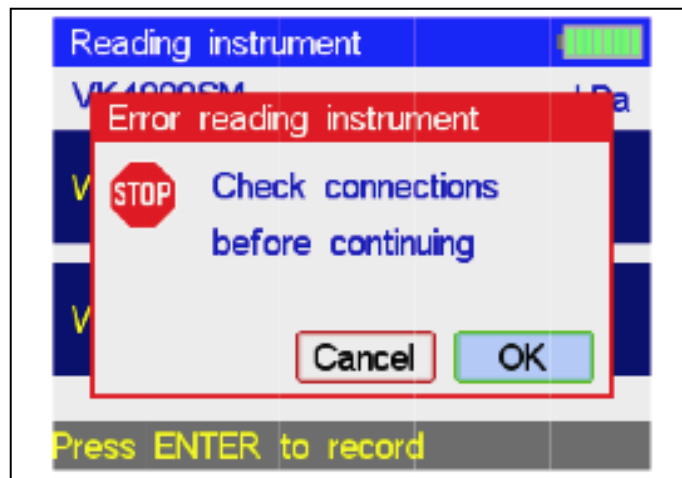 Reading instrument
Error reading instrument
STOP
Check connections
before continuing
Cancel
OK
Press ENTER to record